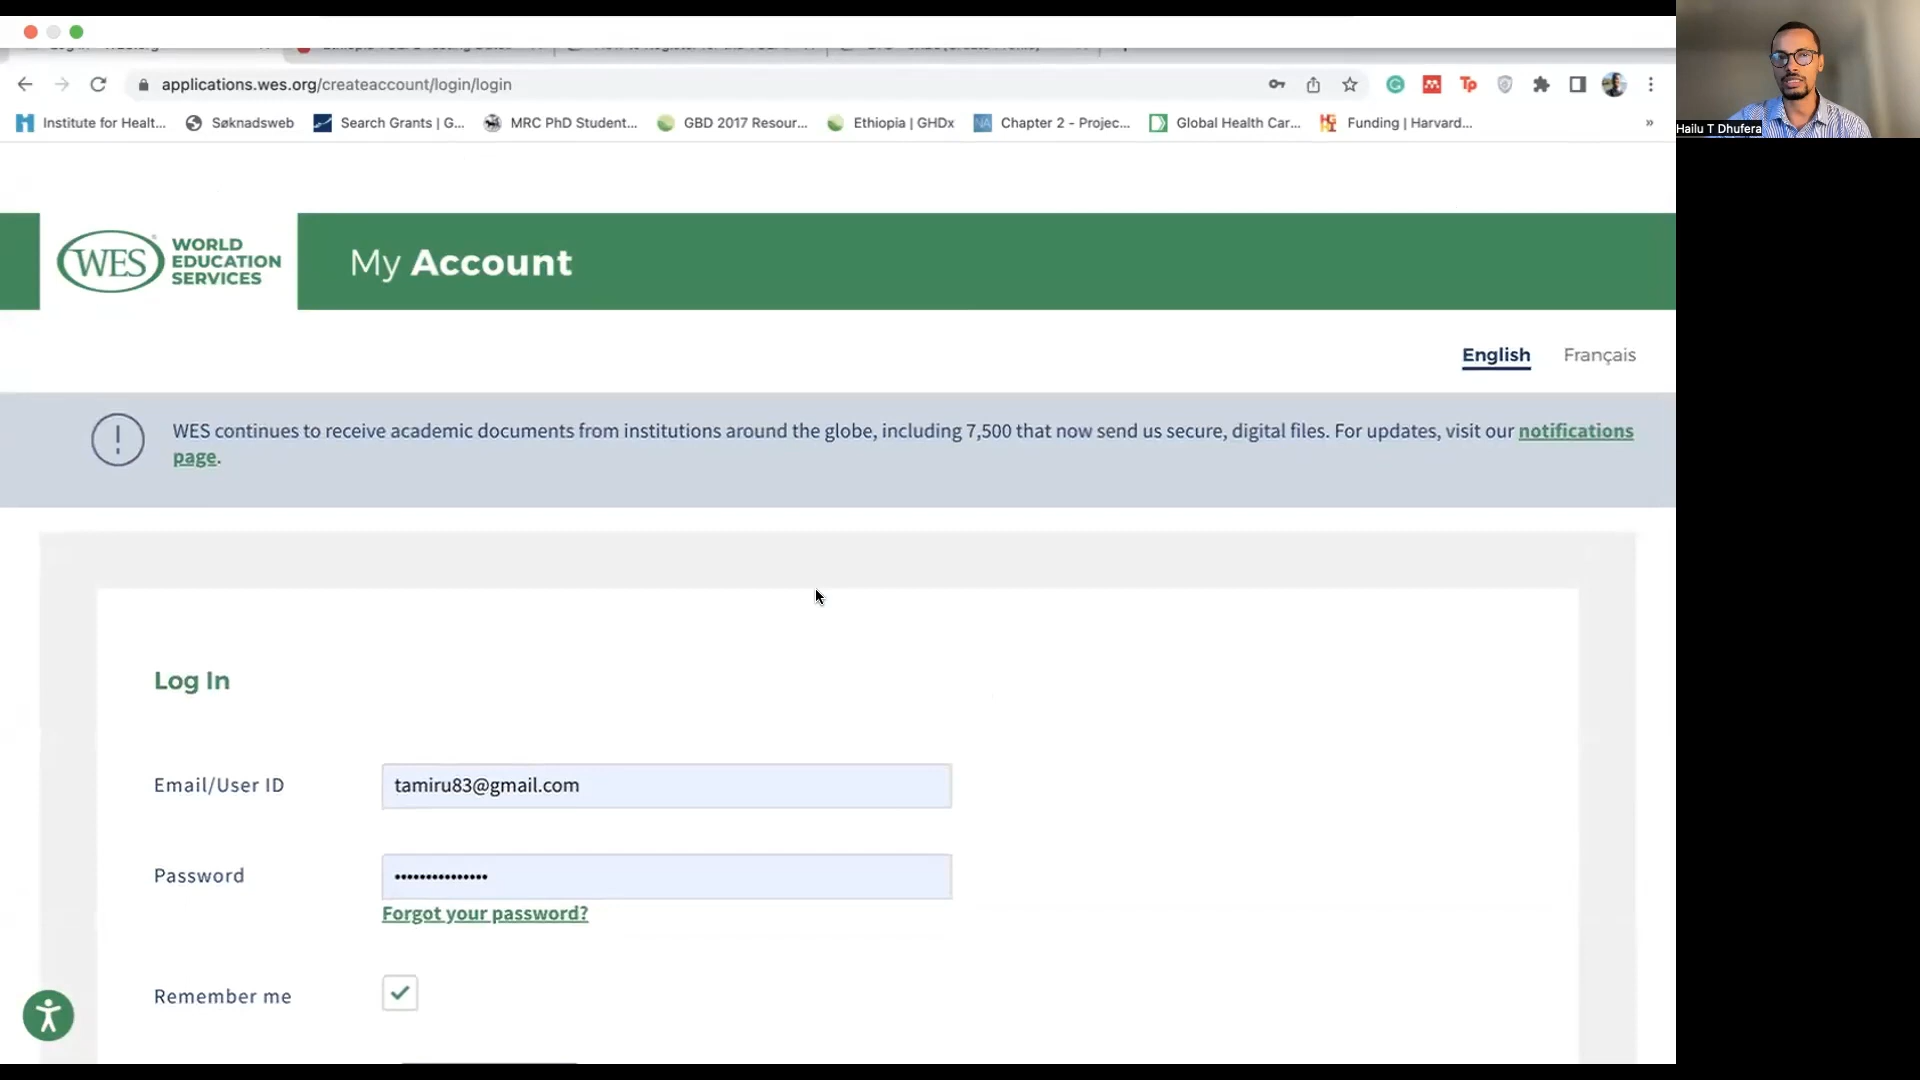 applications.wes.org/createaccount/login/login
Institute for Healt... Søknadsweb Search Grants | G... MRC PhD Student... GBD 2017 Resour... Ethiopia | GHDx NA Chapter 2 - Projec... Global Health Car... Funding | Harvard... »
Tp
Hailu T Dhufera
WES WORLD EDUCATION SERVICES
My Account
English Français
WES continues to receive academic documents from institutions around the globe, including 7,500 that now send us secure, digital files. For updates, visit our notifications
page.
Log In
Email/User ID tamiru83@gmail.com
Password •••••••••••••••
Forgot your password?
Remember me